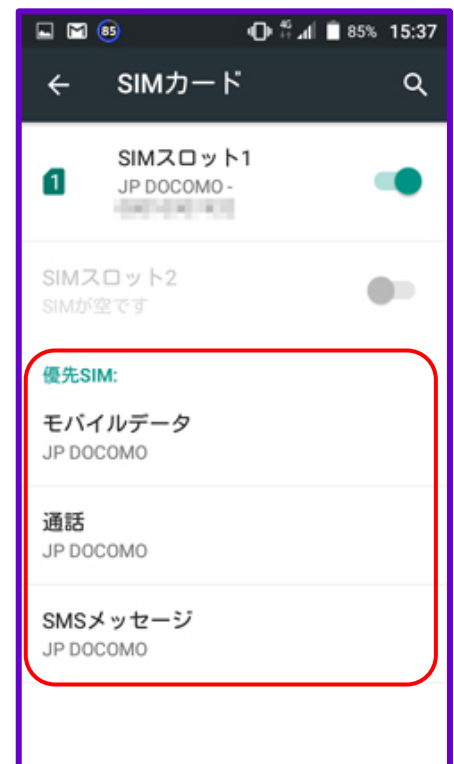 85 4G 85% 15:37
SIMカード
1 SIMスロット1
JP DOCOMO -
SIMスロット2
SIMが空です
優先SIM:
モバイルデータ
JP DOCOMO
通話
JP DOCOMO
SMSメッセージ
JP DOCOMO